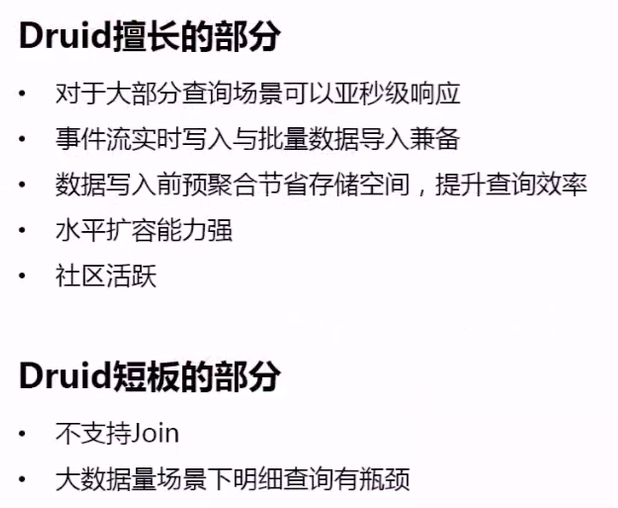 Druid擅长的部分
• 对于大部分查询场景可以亚秒级响应
• 事件流实时写入与批量数据导入兼备
• 数据写入前预聚合节省存储空间，提升查询效率
• 水平扩容能力强
• 社区活跃
Druid短板的部分
• 不支持Join
• 大数据量场景下明细查询有瓶颈